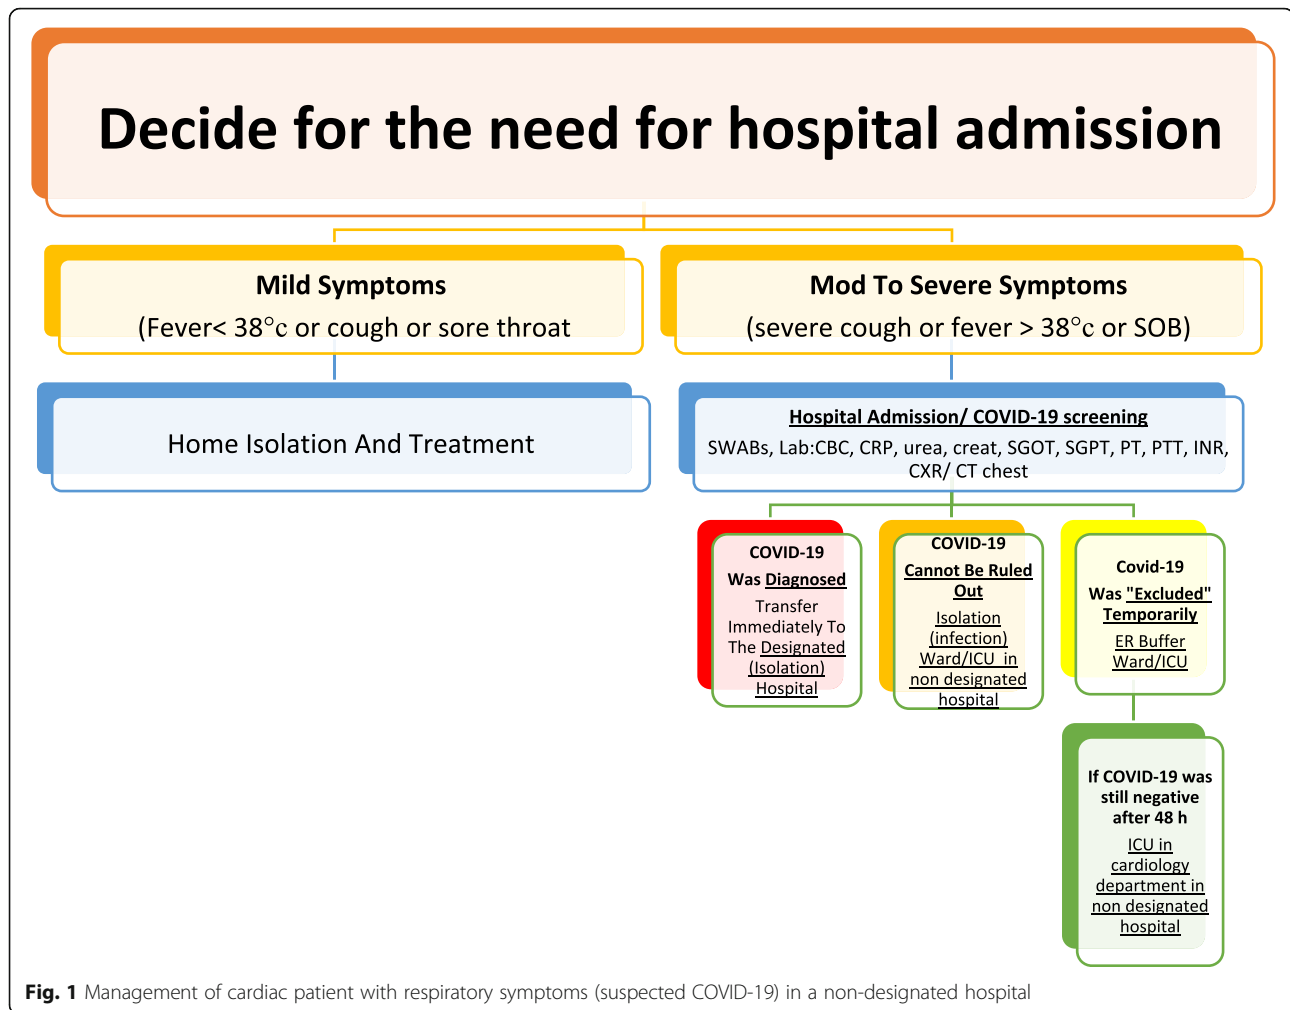 Decide for the need for hospital admission
Mild Symptoms
(Fever< 38°c or cough or sore throat
Mod To Severe Symptoms
(severe cough or fever > 38°c or SOB)
Home Isolation And Treatment
Hospital Admission/ COVID-19 screening
SWABs, Lab:CBC, CRP, urea, creat, SGOT, SGPT, PT, PTT, INR,
CXR/ CT chest
COVID-19
Was Diagnosed
Transfer
Immediately To
The Designated
(Isolation)
Hospital
COVID-19
Cannot Be Ruled
Out
Isolation
(infection)
Ward/ICU in
non designated
hospital
Covid-19
Was "Excluded"
Temporarily
ER Buffer
Ward/ICU
If COVID-19 was
still negative
after 48 h
ICU in
cardiology
department in
non designated
hospital
Fig. 1 Management of cardiac patient with respiratory symptoms (suspected COVID-19) in a non-designated hospital